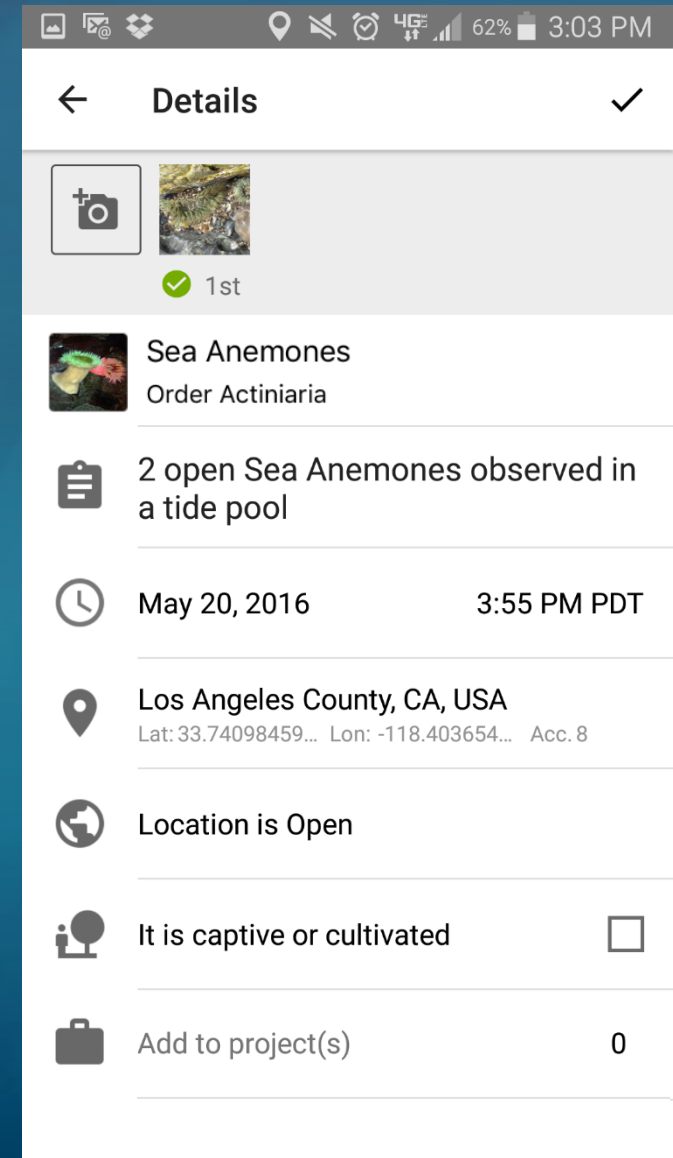 4G 62% 3:03 PM
Details
1st
Sea Anemones
Order Actiniaria
2 open Sea Anemones observed in
a tide pool
May 20, 2016 3:55 PM PDT
Los Angeles County, CA, USA
Lat: 33.74098459... Lon: -118.403654... Acc. 8
Location is Open
It is captive or cultivated
Add to project(s) 0